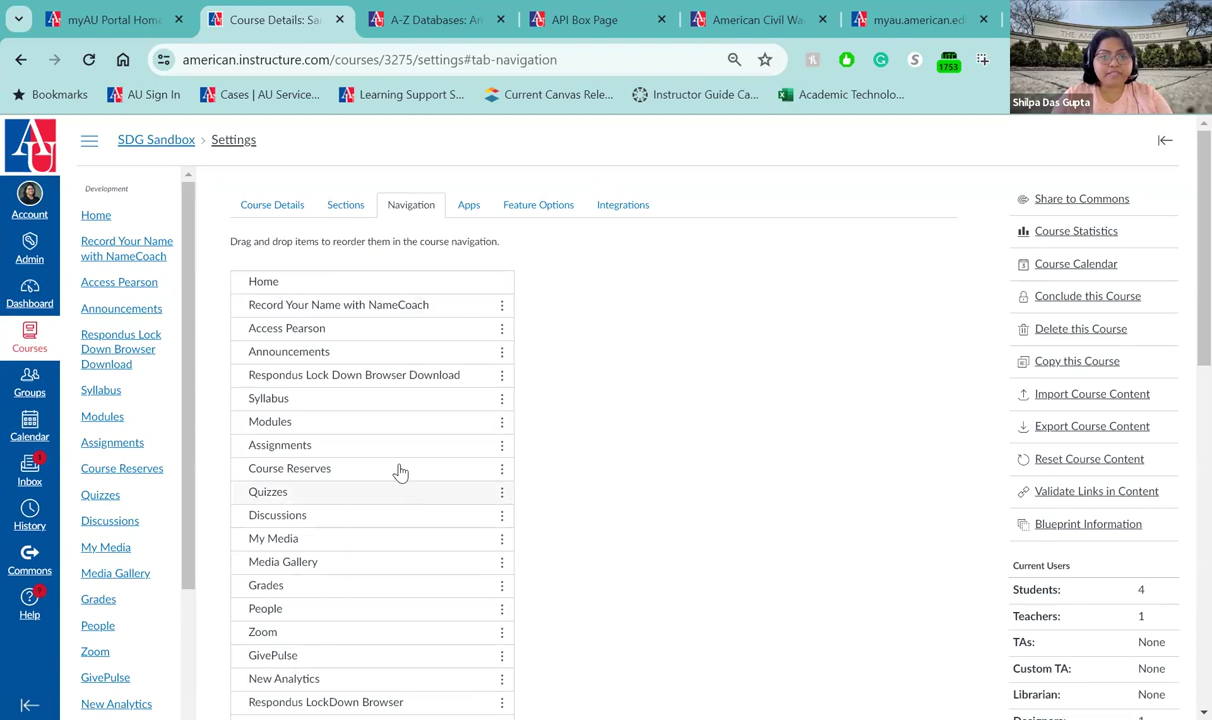 myAU Portal Home
Course Details: Sa
A-Z Databases: An
API Box Page
American Civil Wa
myau.american.ed
american.instructure.com/courses/3275/settings#tab-navigation
1753
Bookmarks
AU Sign In
Cases | AU Service...
Learning Support S...
Current Canvas Rele...
Instructor Guide Ca...
Academic Technolo...
THE AMERICAN UNIVERSITY
Shilpa Das Gupta
SDG Sandbox > Settings
Account
Admin
Dashboard
Courses
Groups
Calendar
Inbox
History
Commons
Help
Development
Home
Record Your Name
with NameCoach
Access Pearson
Announcements
Respondus Lock
Down Browser
Download
Syllabus
Modules
Assignments
Course Reserves
Quizzes
Discussions
My Media
Media Gallery
Grades
People
Zoom
GivePulse
New Analytics
Course Details
Sections
Navigation
Apps
Feature Options
Integrations
Drag and drop items to reorder them in the course navigation.
Home
Record Your Name with NameCoach
Access Pearson
Announcements
Respondus Lock Down Browser Download
Syllabus
Modules
Assignments
Course Reserves
Quizzes
Discussions
My Media
Media Gallery
Grades
People
Zoom
GivePulse
New Analytics
Respondus LockDown Browser
Share to Commons
Course Statistics
Course Calendar
Conclude this Course
Delete this Course
Copy this Course
Import Course Content
Export Course Content
Reset Course Content
Validate Links in Content
Blueprint Information
Current Users
Students: 4
Teachers: 1
TAs: None
Custom TA: None
Librarian: None